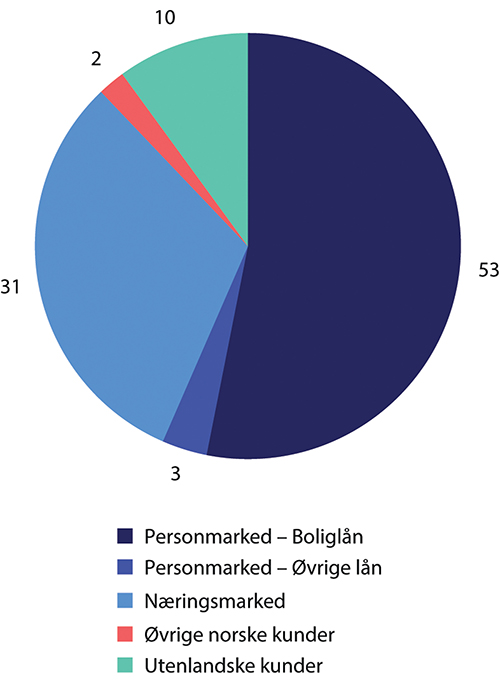 10
2
53
31
3
Personmarked – Boliglån
Personmarked – Øvrige lån
Næringsmarked
Øvrige norske kunder
Utenlandske kunder